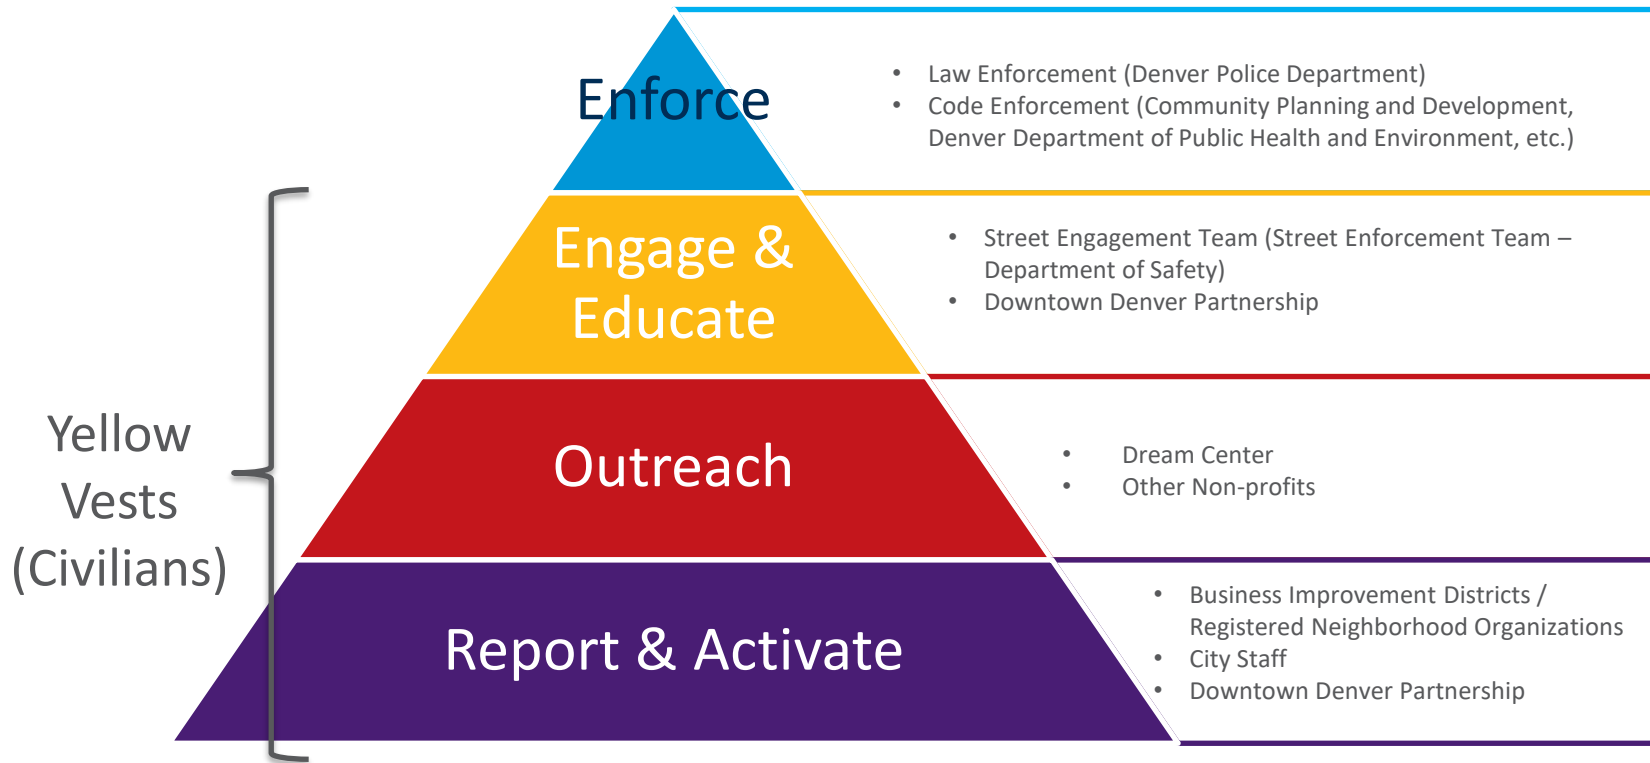 Enforce
• Law Enforcement (Denver Police Department)
• Code Enforcement (Community Planning and Development,
Denver Department of Public Health and Environment, etc.)
Engage &
Educate
• Street Engagement Team (Street Enforcement Team –
Department of Safety)
• Downtown Denver Partnership
Yellow
Vests
(Civilians)
Outreach
• Dream Center
• Other Non-profits
Report & Activate
• Business Improvement Districts /
Registered Neighborhood Organizations
• City Staff
• Downtown Denver Partnership